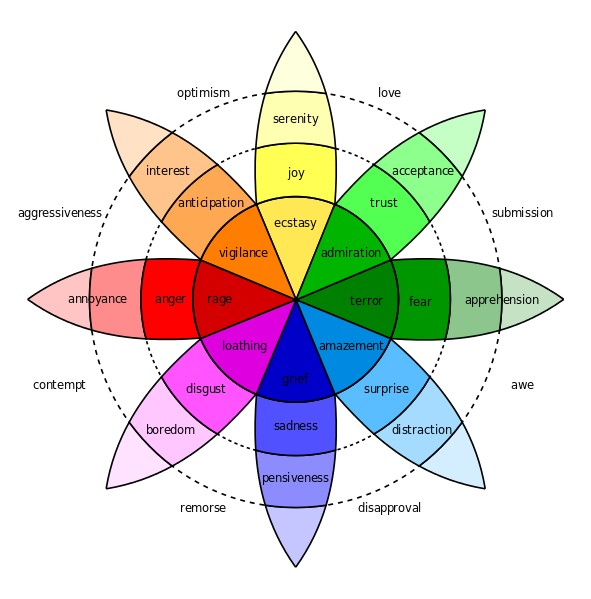 optimism
love
serenity
interest
joy
acceptance
anticipation
trust
aggressiveness
submission
ecstasy
vigilance
admiration
annoyance
anger
rage
terror
fear
apprehension
loathing
amazement
grief
contempt
disgust
surprise
awe
boredom
sadness
distraction
pensiveness
remorse
disapproval